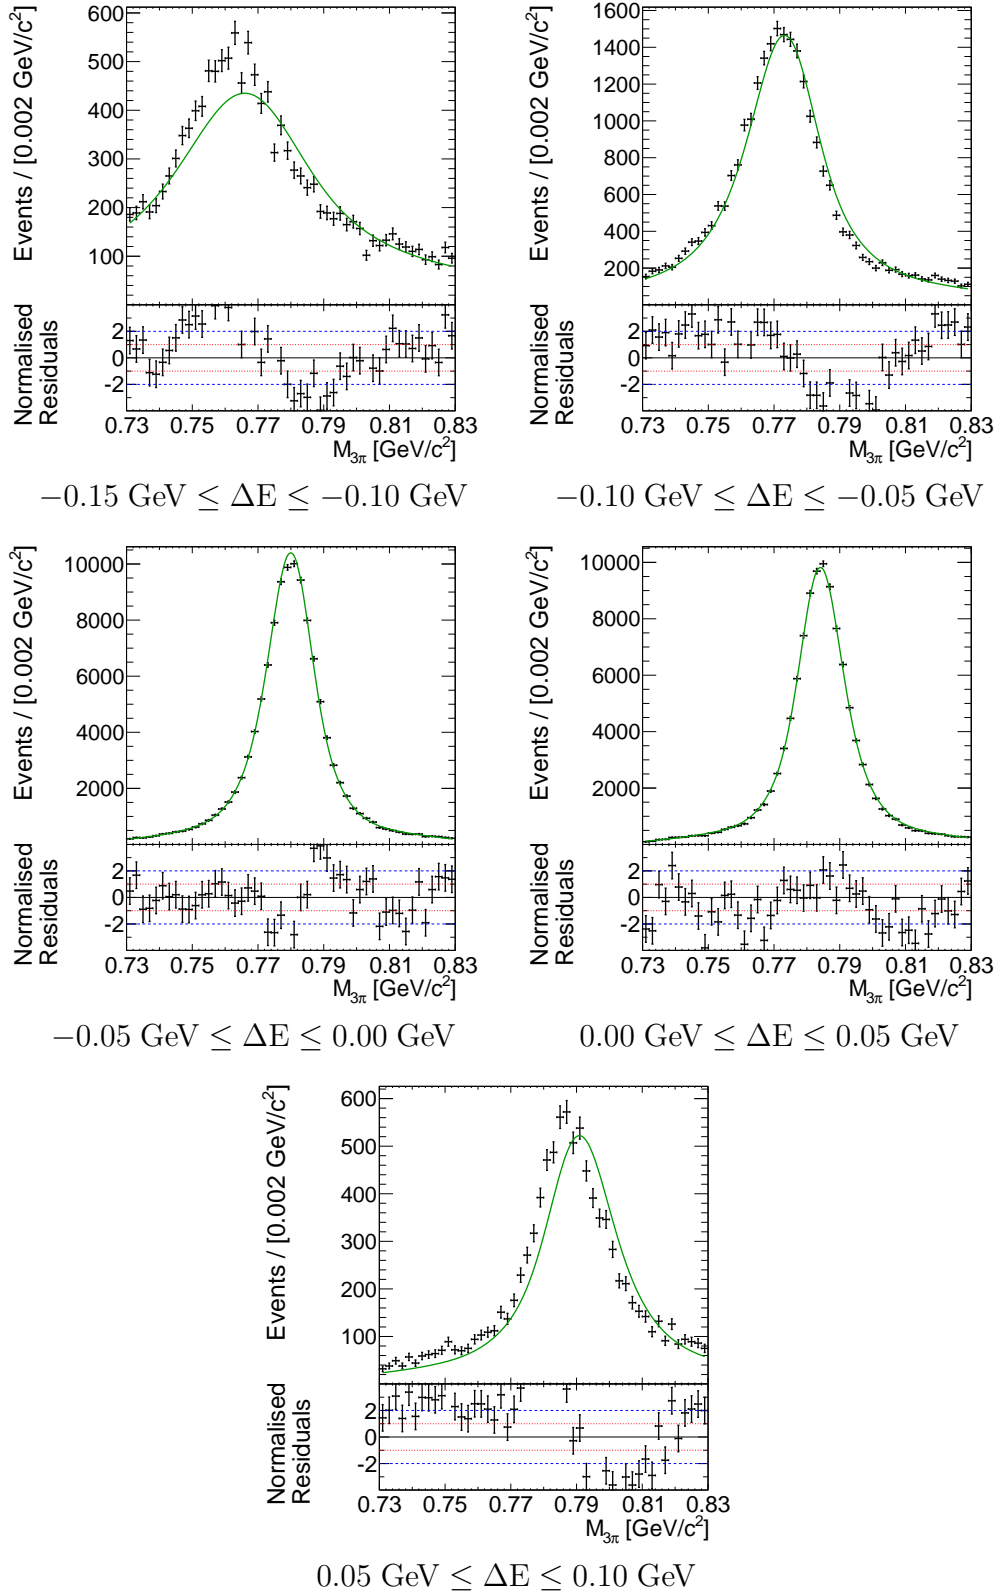 Events / [0.002 GeV/c²]
600
500
400
300
200
100
Normalised
Residuals
2
0
-2
0.73 0.75 0.77 0.79 0.81 0.83
M3π [GeV/c²]
−0.15 GeV ≤ ΔE ≤ −0.10 GeV
Events / [0.002 GeV/c²]
1600
1400
1200
1000
800
600
400
200
Normalised
Residuals
2
0
-2
0.73 0.75 0.77 0.79 0.81 0.83
M3π [GeV/c²]
−0.10 GeV ≤ ΔE ≤ −0.05 GeV
Events / [0.002 GeV/c²]
10000
8000
6000
4000
2000
Normalised
Residuals
2
0
-2
0.73 0.75 0.77 0.79 0.81 0.83
M3π [GeV/c²]
−0.05 GeV ≤ ΔE ≤ 0.00 GeV
Events / [0.002 GeV/c²]
10000
8000
6000
4000
2000
Normalised
Residuals
2
0
-2
0.73 0.75 0.77 0.79 0.81 0.83
M3π [GeV/c²]
0.00 GeV ≤ ΔE ≤ 0.05 GeV
Events / [0.002 GeV/c²]
600
500
400
300
200
100
Normalised
Residuals
2
0
-2
0.73 0.75 0.77 0.79 0.81 0.83
M3π [GeV/c²]
0.05 GeV ≤ ΔE ≤ 0.10 GeV